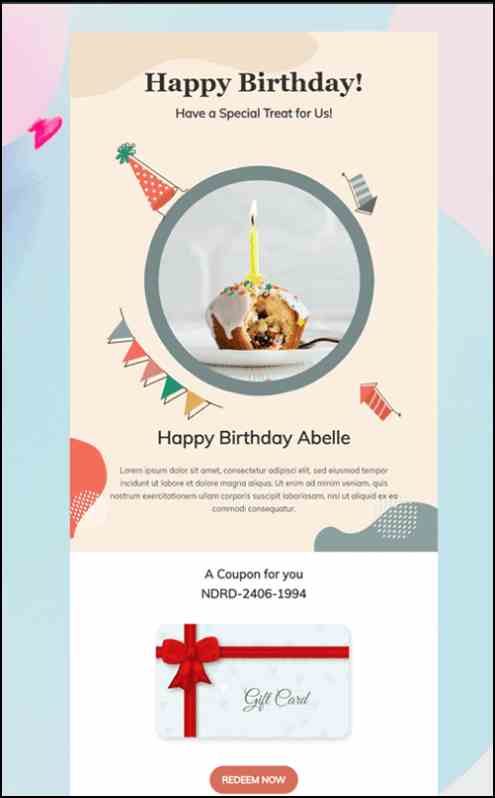 Happy Birthday!
Have a Special Treat for Us!
Happy Birthday Abelle
Lorem ipsum dolor sit amet, consectetur adipisci elit, sed eiusmod tempor
incidunt ut labore et dolore magna aliqua. Ut enim ad minim veniam, quis
nostrum exercitationem ullam corporis suscipit laboriosam, nisi ut aliquid ex ea
commodi consequatur.
A Coupon for you
NDRD-2406-1994
Gift Card
REDEEM NOW